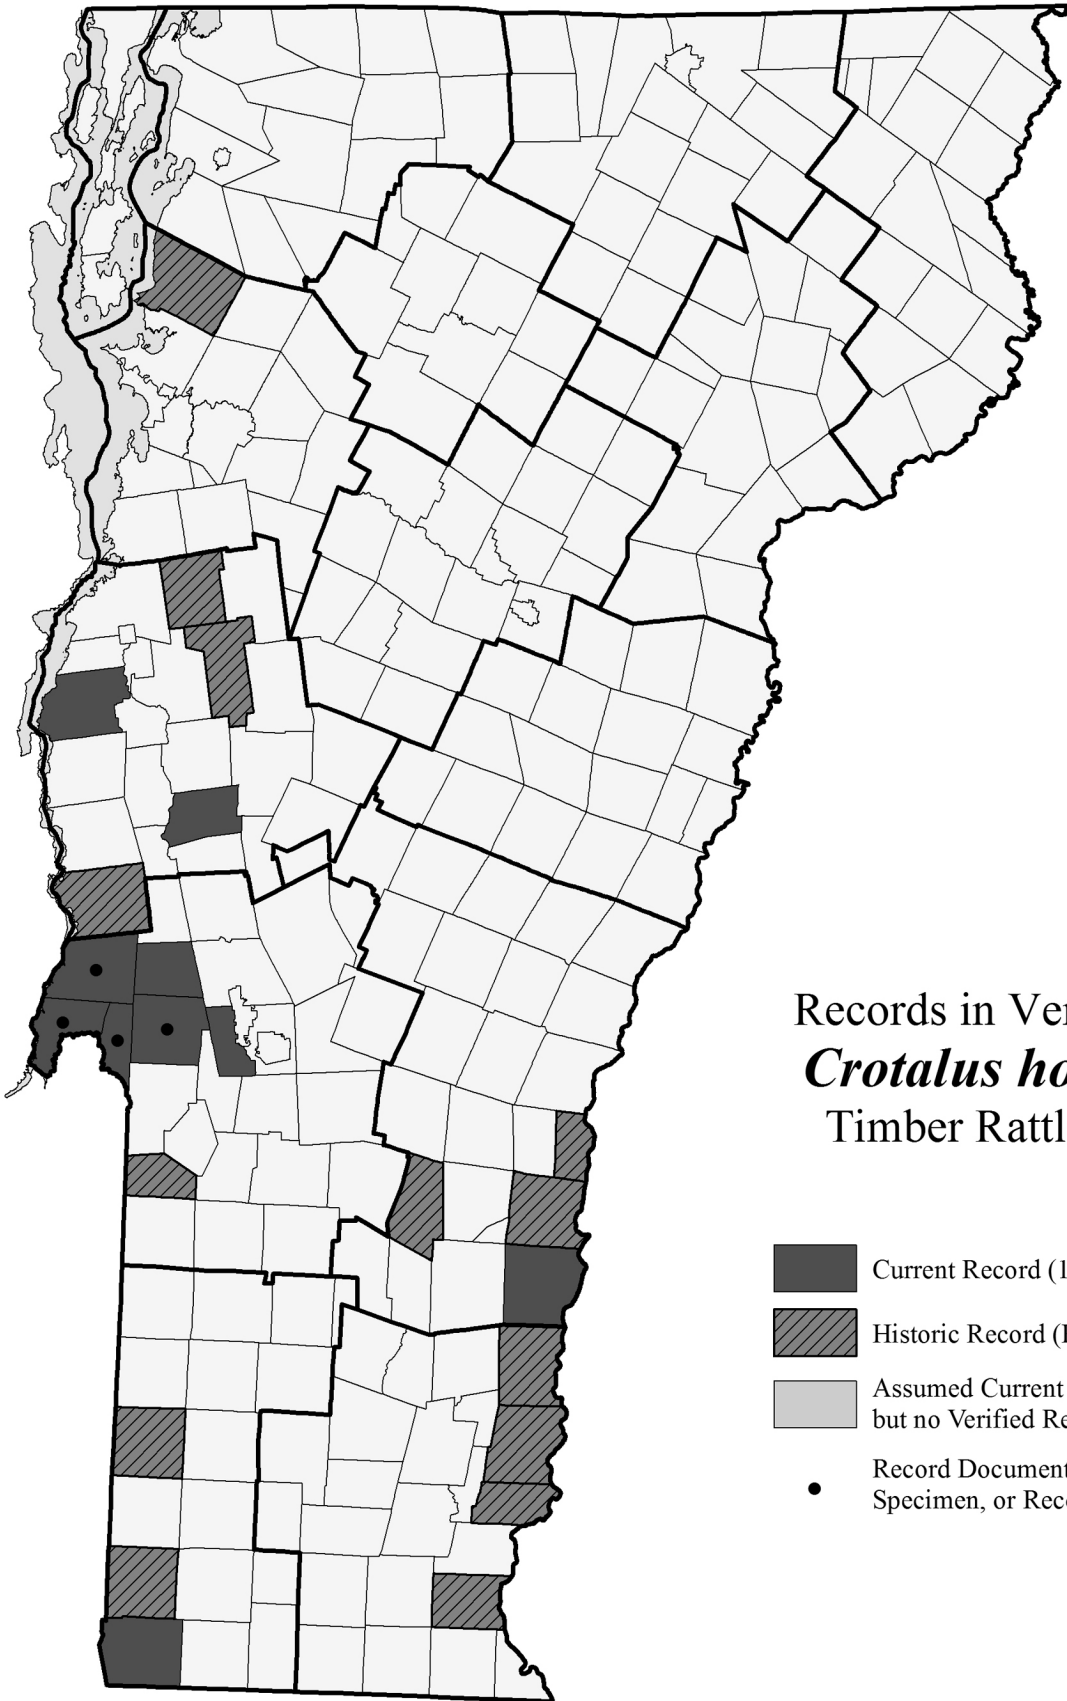 Records in Ver
Crotalus ho
Timber Rattl
Current Record (1
Historic Record (
Assumed Current
but no Verified Re
Record Document
Specimen, or Reco